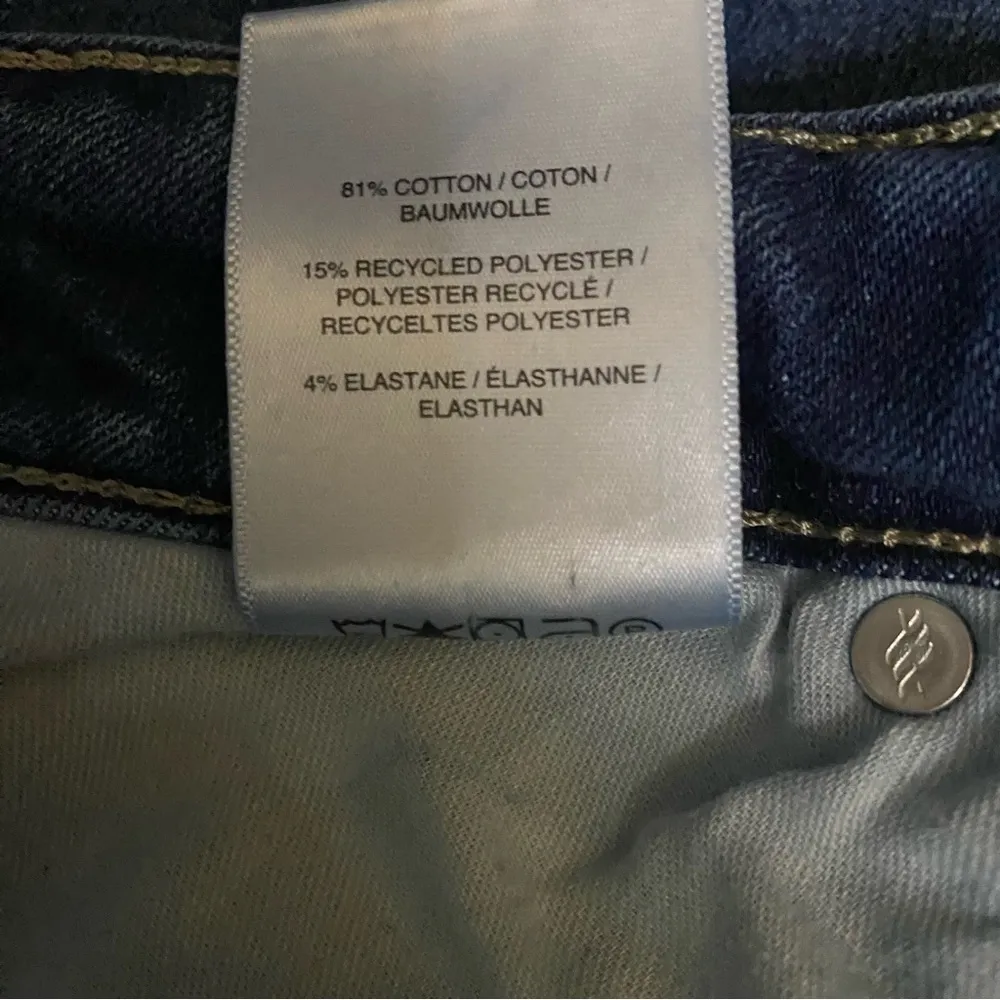 81% COTTON / COTON /
BAUMWOLLE
15% RECYCLED POLYESTER /
POLYESTER RECYCLÉ /
RECYCELTES POLYESTER
4% ELASTANE / ÉLASTHANNE /
ELASTHAN